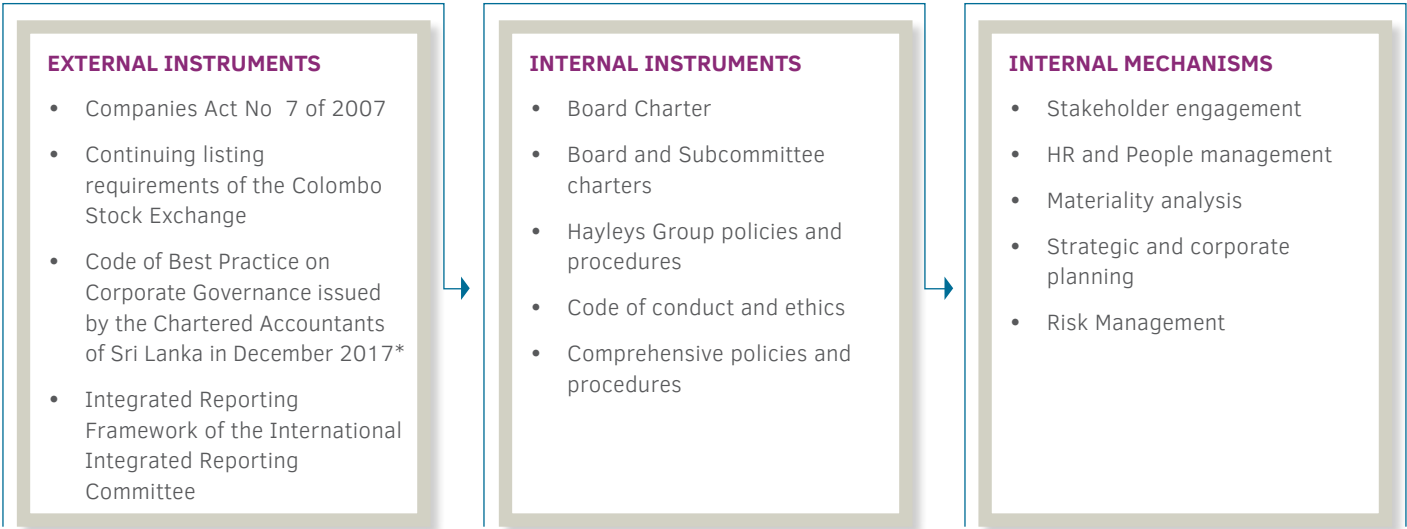 EXTERNAL INSTRUMENTS
• Companies Act No  7 of 2007
• Continuing listing
requirements of the Colombo
Stock Exchange
• Code of Best Practice on
Corporate Governance issued
by the Chartered Accountants
of Sri Lanka in December 2017*
• Integrated Reporting
Framework of the International
Integrated Reporting
Committee
INTERNAL INSTRUMENTS
• Board Charter
• Board and Subcommittee
charters
• Hayleys Group policies and
procedures
• Code of conduct and ethics
• Comprehensive policies and
procedures
INTERNAL MECHANISMS
• Stakeholder engagement
• HR and People management
• Materiality analysis
• Strategic and corporate
planning
• Risk Management